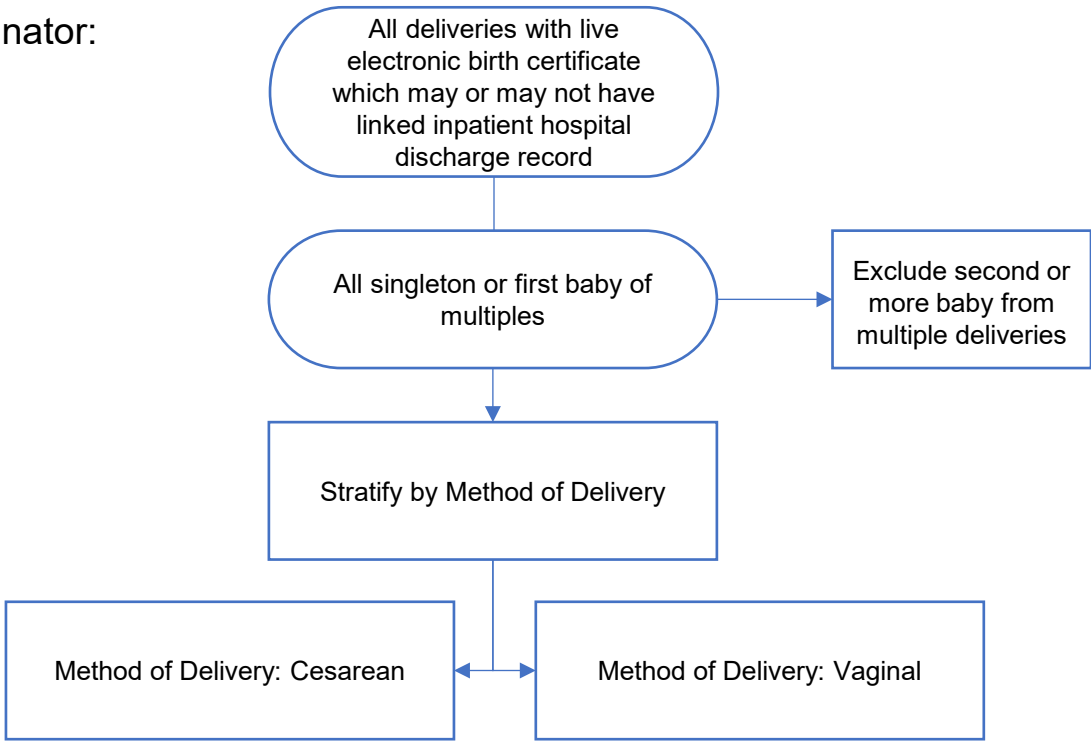 nator:
All deliveries with live
electronic birth certificate
which may or may not have
linked inpatient hospital
discharge record
All singleton or first baby of
multiples
Exclude second or
more baby from
multiple deliveries
Stratify by Method of Delivery
Method of Delivery: Cesarean
Method of Delivery: Vaginal